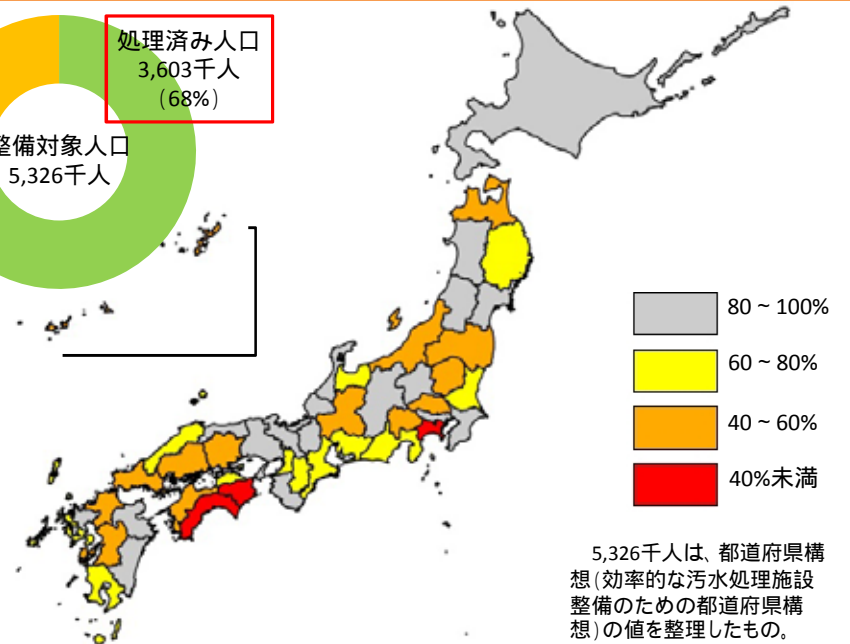 処理済み人口
3,603千人
(68%)
整備対象人口
5,326千人
80 ~ 100%
60 ~ 80%
40 ~ 60%
40%未満
5,326千人は、都道府県構
想(効率的な汚水処理施設
整備のための都道府県構
想)の値を整理したもの。